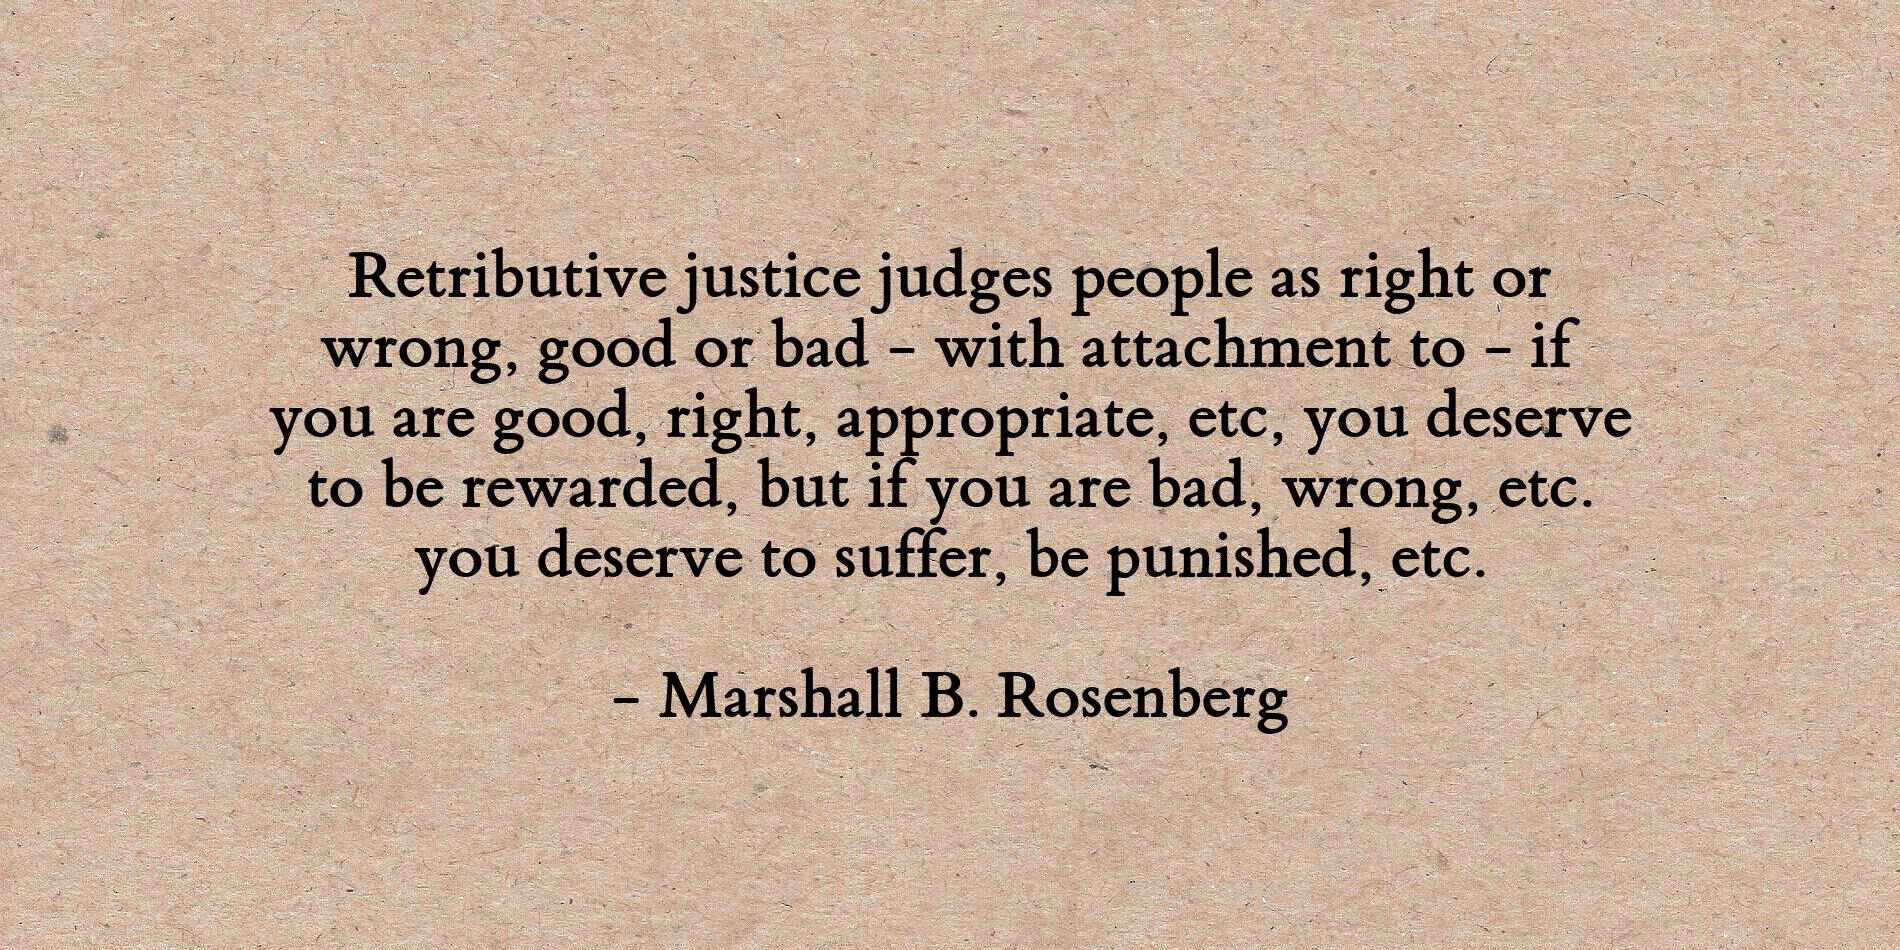 Retributive justice judges people as right or
wrong, good or bad – with attachment to – if
you are good, right, appropriate, etc, you deserve
to be rewarded, but if you are bad, wrong, etc.
you deserve to suffer, be punished, etc.
– Marshall B. Rosenberg